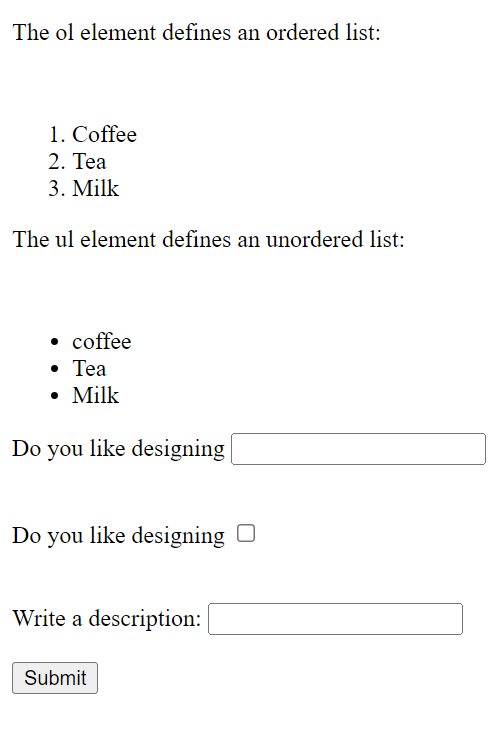 The ol element defines an ordered list:
1. Coffee
2. Tea
3. Milk
The ul element defines an unordered list:
• coffee
• Tea
• Milk
Do you like designing
Do you like designing
Write a description:
Submit